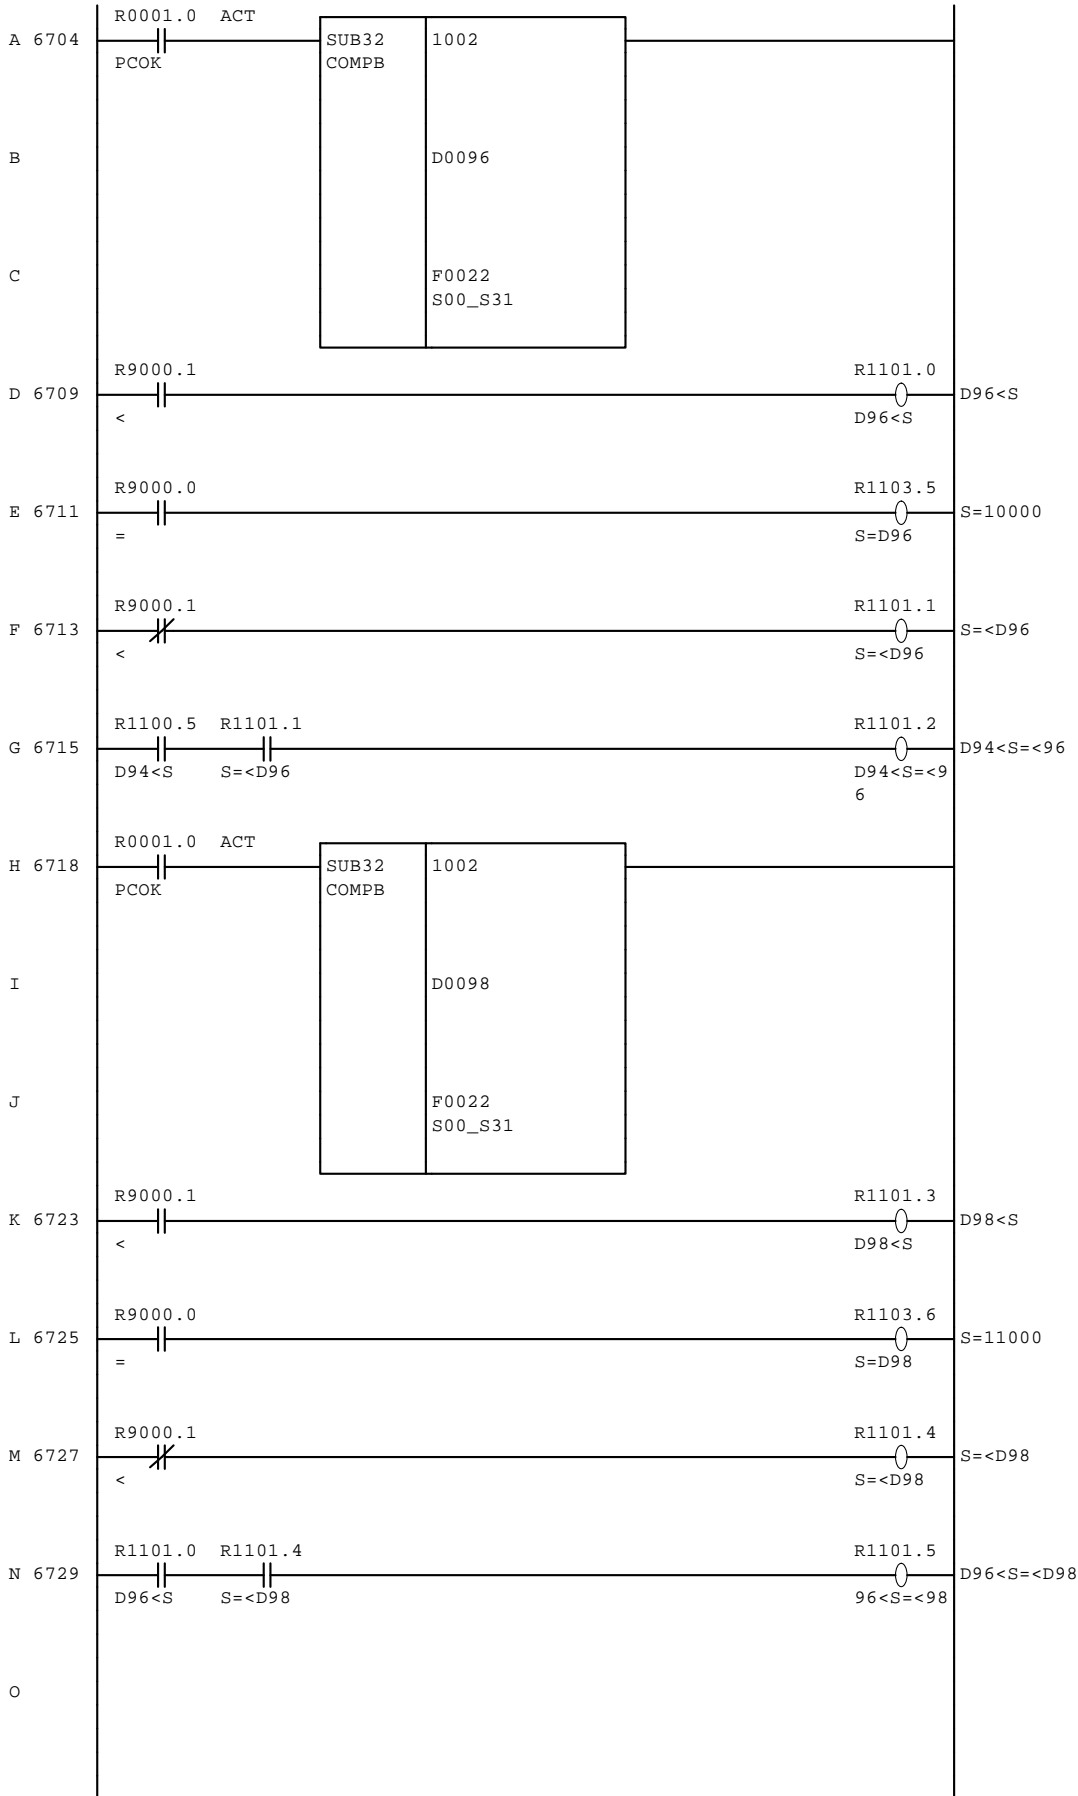 R0001.0 ACT
A 6704 SUB32 1002
PCOK COMPB
B D0096
C F0022
S00_S31
R9000.1 R1101.0
D 6709 D96<S
< D96<S
R9000.0 R1103.5
E 6711 S=10000
= S=D96
R9000.1 R1101.1
F 6713 S=<D96
< S=<D96
R1100.5 R1101.1 R1101.2
G 6715 D94<S=<96
D94<S S=<D96 D94<S=<9
6
R0001.0 ACT
H 6718 SUB32 1002
PCOK COMPB
I D0098
J F0022
S00_S31
R9000.1 R1101.3
K 6723 D98<S
< D98<S
R9000.0 R1103.6
L 6725 S=11000
= S=D98
R9000.1 R1101.4
M 6727 S=<D98
< S=<D98
R1101.0 R1101.4 R1101.5
N 6729 D96<S=<D98
D96<S S=<D98 96<S=<98
O